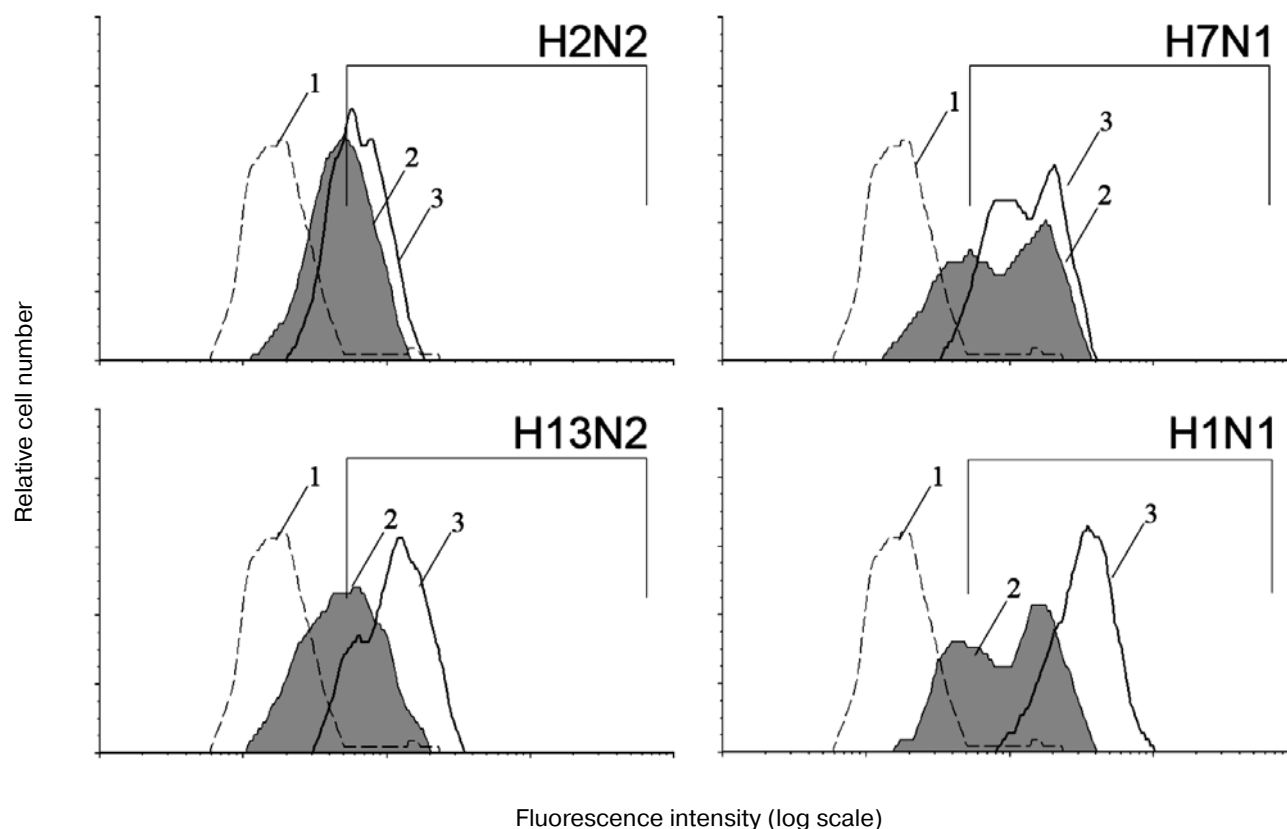 H2N2
1
2
3
H7N1
1
3
2
H13N2
1
2
3
H1N1
1
3
2
Relative cell number
Fluorescence intensity (log scale)